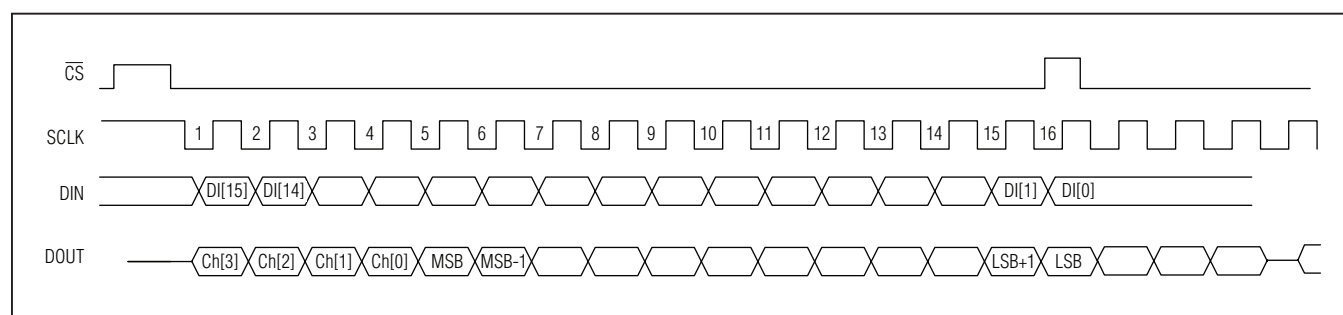 C̅S̅
SCLK 1 2 3 4 5 6 7 8 9 10 11 12 13 14 15 16
DIN DI[15] DI[14] DI[1] DI[0]
DOUT Ch[3] Ch[2] Ch[1] Ch[0] MSB MSB-1 LSB+1 LSB